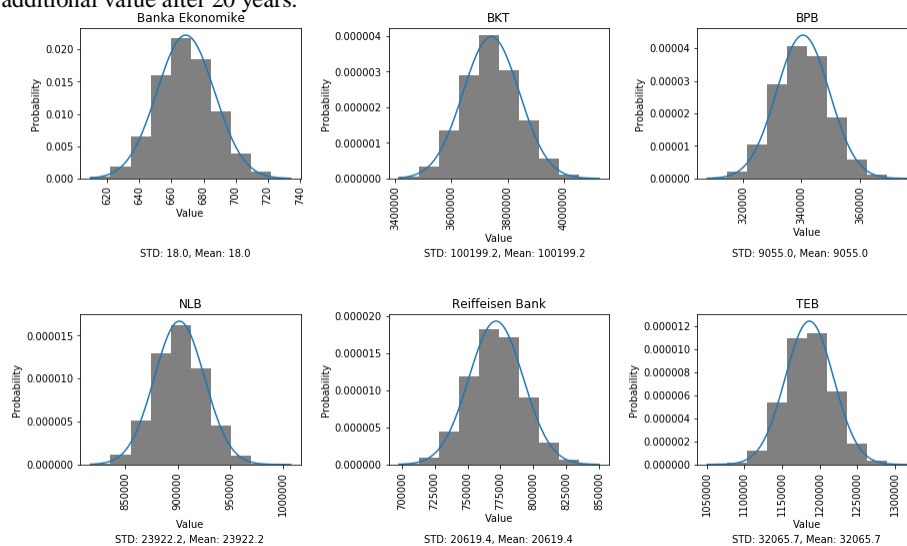 additional value after 20 years.
Banka Ekonomike
BKT
BPB
0.020
0.015
0.010
0.005
0.000
Probability
620
640
660
680
700
720
740
Value
STD: 18.0, Mean: 18.0
0.000004
0.000003
0.000002
0.000001
0.000000
Probability
3400000
3600000
3800000
4000000
Value
STD: 100199.2, Mean: 100199.2
0.00004
0.00003
0.00002
0.00001
0.00000
Probability
320000
340000
360000
Value
STD: 9055.0, Mean: 9055.0
NLB
Reiffeisen Bank
TEB
0.000015
0.000010
0.000005
0.000000
Probability
850000
900000
950000
1000000
Value
STD: 23922.2, Mean: 23922.2
0.000020
0.000015
0.000010
0.000005
0.000000
Probability
700000
725000
750000
775000
800000
825000
850000
Value
STD: 20619.4, Mean: 20619.4
0.000012
0.000010
0.000008
0.000006
0.000004
0.000002
0.000000
Probability
1050000
1100000
1150000
1200000
1250000
1300000
Value
STD: 32065.7, Mean: 32065.7